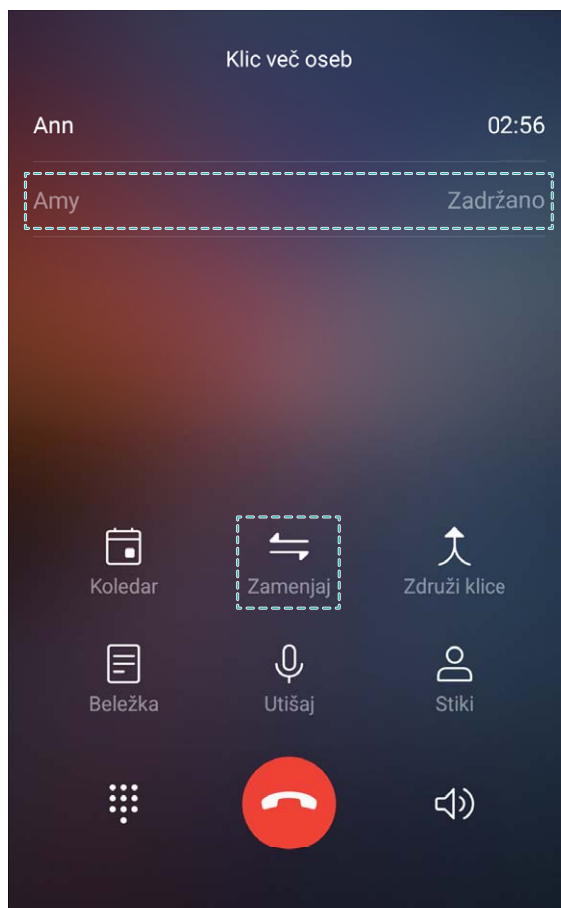 Klic več oseb
Ann 02:56
Amy Zadržano
Koledar Zamenjaj Združi klice
Beležka Utišaj Stiki